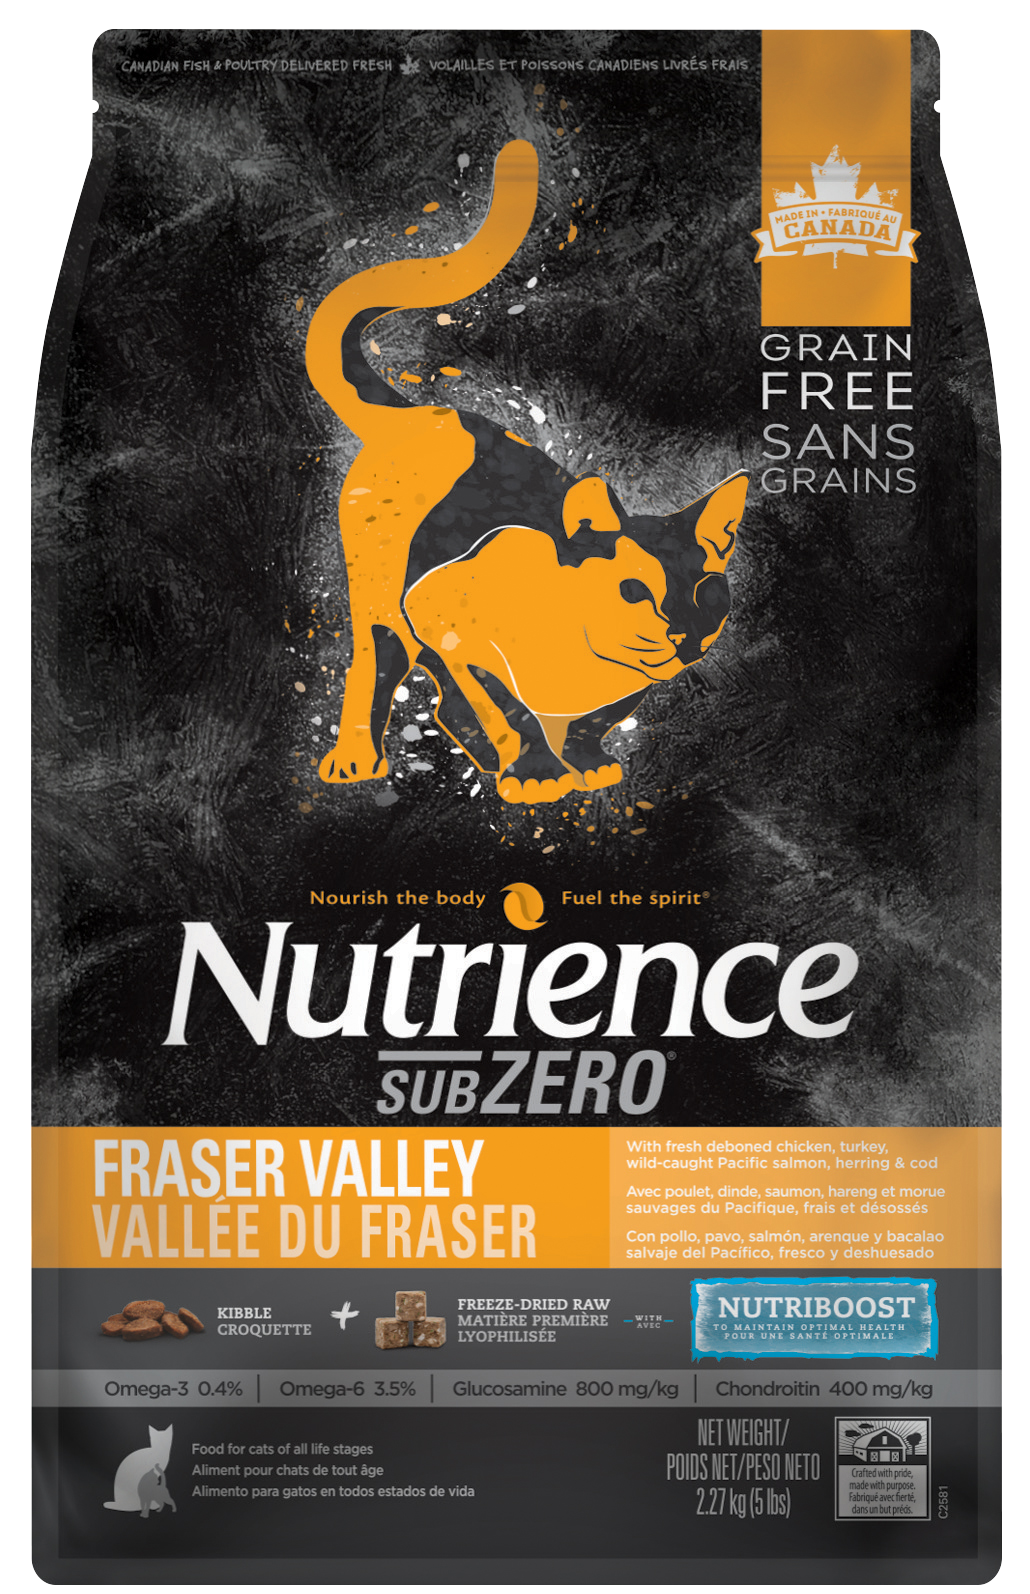 CANADIAN FISH & POULTRY DELIVERED FRESH VOLAILLES ET POISSONS CANADIENS LIVRÉS FRAIS
MADE IN • FABRIQUÉ AU
CANADA
GRAIN
FREE
SANS
GRAINS
Nourish the body Fuel the spirit®
Nutrience
SUBZERO®
FRASER VALLEY
VALLÉE DU FRASER
With fresh deboned chicken, turkey,
wild-caught Pacific salmon, herring & cod
Avec poulet, dinde, saumon, hareng et morue
sauvages du Pacifique, frais et désossés
Con pollo, pavo, salmón, arenque y bacalao
salvaje del Pacífico, fresco y deshuesado
KIBBLE
CROQUETTE
+
FREEZE-DRIED RAW
MATIÈRE PREMIÈRE
LYOPHILISÉE
WITH
AVEC
NUTRIBOOST
TO MAINTAIN OPTIMAL HEALTH
POUR UNE SANTÉ OPTIMALE
Omega-3 0.4% | Omega-6 3.5% | Glucosamine 800 mg/kg | Chondroitin 400 mg/kg
Food for cats of all life stages
Aliment pour chats de tout âge
Alimento para gatos en todos estados de vida
NET WEIGHT/
POIDS NET/PESO NETO
2.27 kg (5 lbs)
Crafted with pride,
made with purpose.
Fabriqué avec fierté,
dans un but précis.
C2581